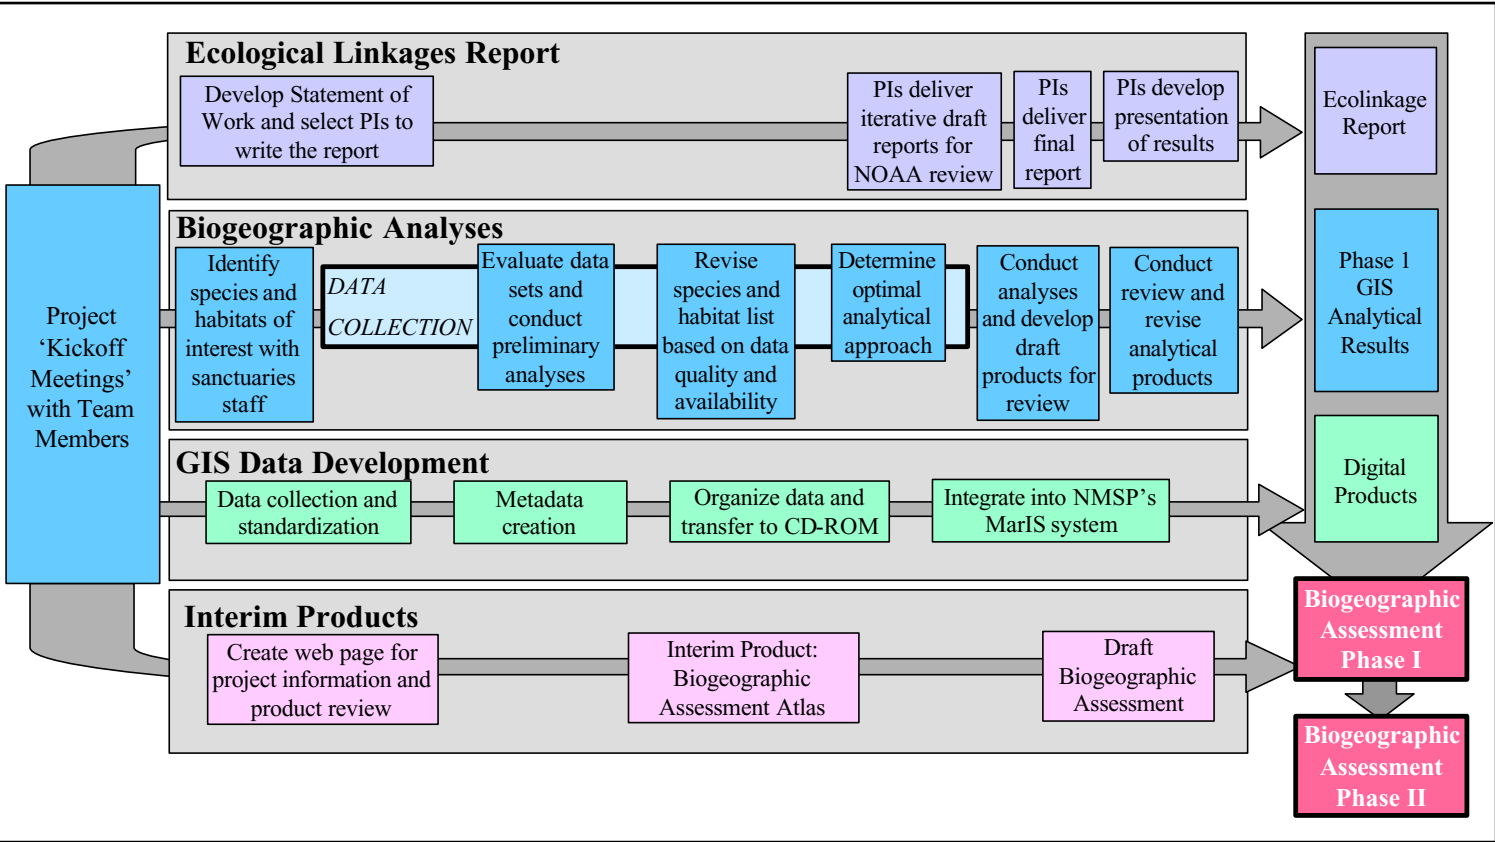 Ecological Linkages Report
Develop Statement of
Work and select PIs to
write the report
PIs deliver
iterative draft
reports for
NOAA review
PIs
deliver
final
report
PIs develop
presentation
of results
Ecolinkage
Report
Project
‘Kickoff
Meetings’
with Team
Members
Biogeographic Analyses
Identify
species and
habitats of
interest with
sanctuaries
staff
DATA
COLLECTION
Evaluate data
sets and
conduct
preliminary
analyses
Revise
species and
habitat list
based on data
quality and
availability
Determine
optimal
analytical
approach
Conduct
analyses
and develop
draft
products for
review
Conduct
review and
revise
analytical
products
Phase 1
GIS
Analytical
Results
GIS Data Development
Data collection and
standardization
Metadata
creation
Organize data and
transfer to CD-ROM
Integrate into NMSP’s
MarIS system
Digital
Products
Interim Products
Create web page for
project information and
product review
Interim Product:
Biogeographic
Assessment Atlas
Draft
Biogeographic
Assessment
Biogeographic
Assessment
Phase I
Biogeographic
Assessment
Phase II